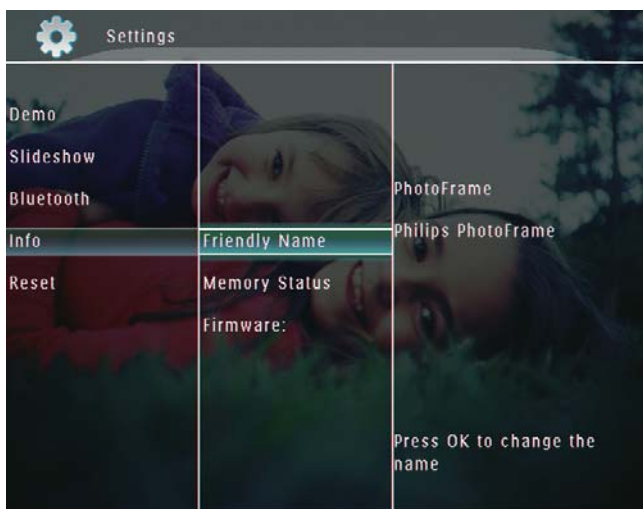 Settings
Demo
Slideshow
Bluetooth
Info
Reset
Friendly Name
Memory Status
Firmware:
PhotoFrame
Philips PhotoFrame
Press OK to change the
name